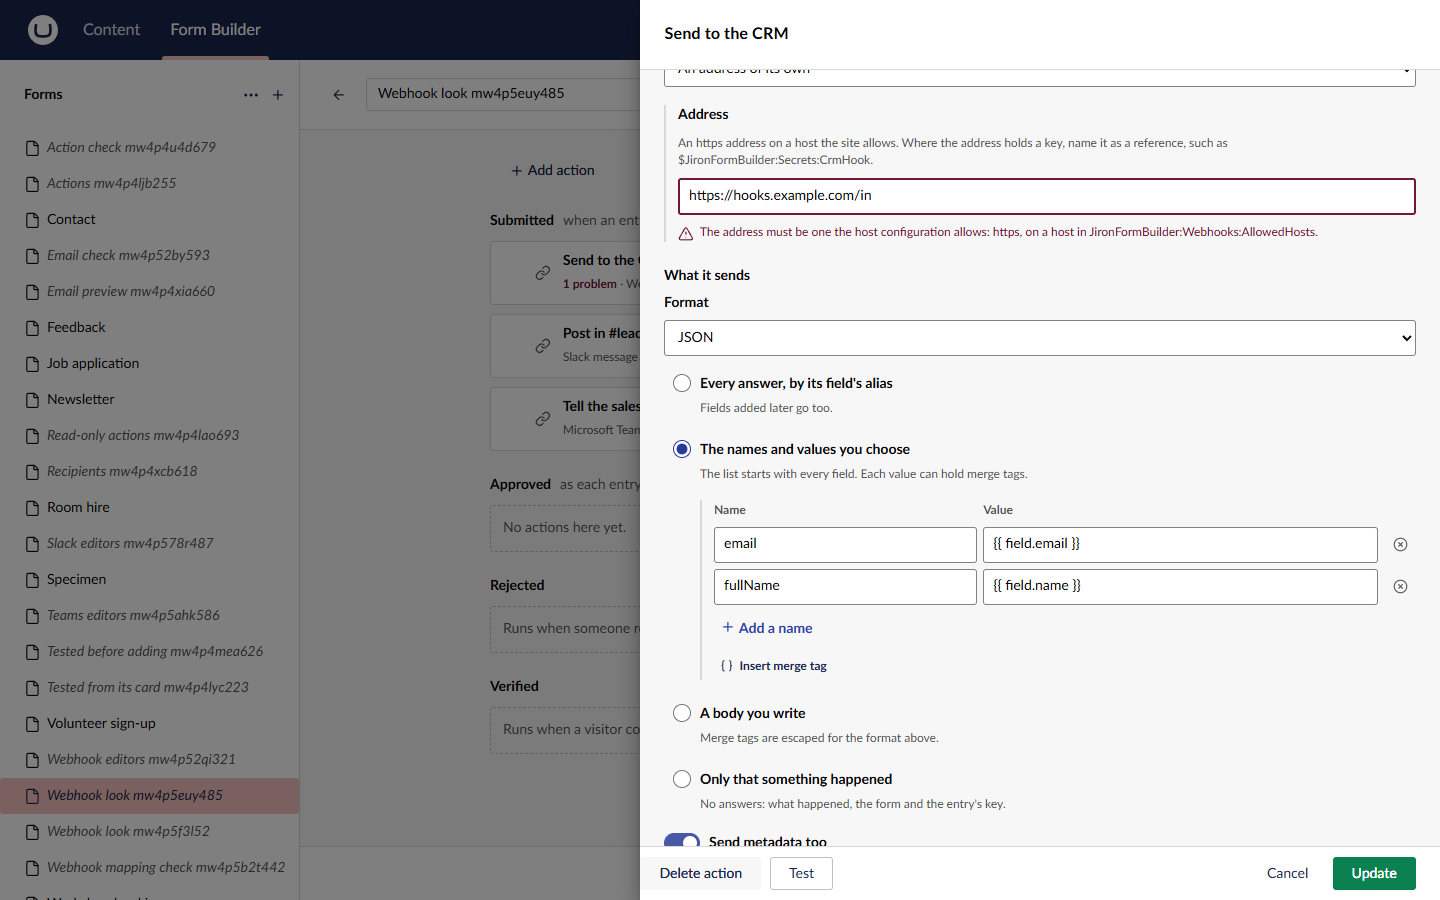 Content
Form Builder
Send to the CRM
Forms
Webhook look mw4p5euy485
Action check mw4p4u4d679
Actions mw4p4ljb255
Contact
Email check mw4p52by593
Email preview mw4p4xia660
Feedback
Job application
Newsletter
Read-only actions mw4p4lao693
Recipients mw4p4xcb618
Room hire
Slack editors mw4p578r487
Specimen
Teams editors mw4p5ahk586
Tested before adding mw4p4mea626
Tested from its card mw4p4lyc223
Volunteer sign-up
Webhook editors mw4p52qi321
Webhook look mw4p5euy485
Webhook look mw4p5f3l52
Webhook mapping check mw4p5b2t442
+ Add action
Submitted when an ent
Send to the
1 problem · We
Post in #lead
Slack message
Tell the sales
Microsoft Team
Approved as each entry
No actions here yet.
Rejected
Runs when someone re
Verified
Runs when a visitor co
An address of its own
Address
An https address on a host the site allows. Where the address holds a key, name it as a reference, such as
$JironFormBuilder:Secrets:CrmHook.
https://hooks.example.com/in
The address must be one the host configuration allows: https, on a host in JironFormBuilder:Webhooks:AllowedHosts.
What it sends
Format
JSON
Every answer, by its field's alias
Fields added later go too.
The names and values you choose
The list starts with every field. Each value can hold merge tags.
Name Value
email {{ field.email }}
fullName {{ field.name }}
+ Add a name
{ } Insert merge tag
A body you write
Merge tags are escaped for the format above.
Only that something happened
No answers: what happened, the form and the entry's key.
Send metadata too
Delete action
Test
Cancel
Update